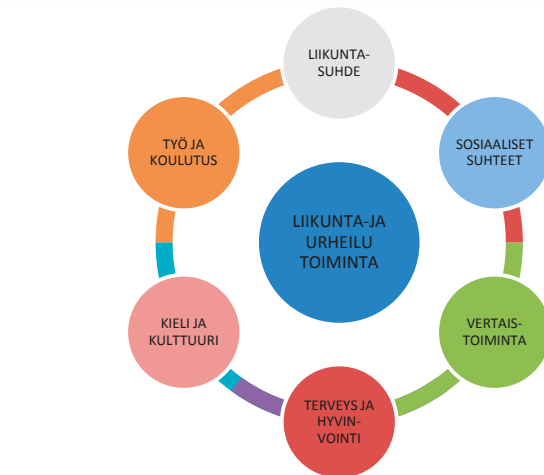 LIIKUNTA-
SUHDE
SOSIAALISET
SUHTEET
VERTAIS-
TOIMINTA
TERVEYS JA
HYVIN-
VOINTI
KIELI JA
KULTTUURI
TYÖ JA
KOULUTUS
LIIKUNTA-JA
URHEILU
TOIMINTA